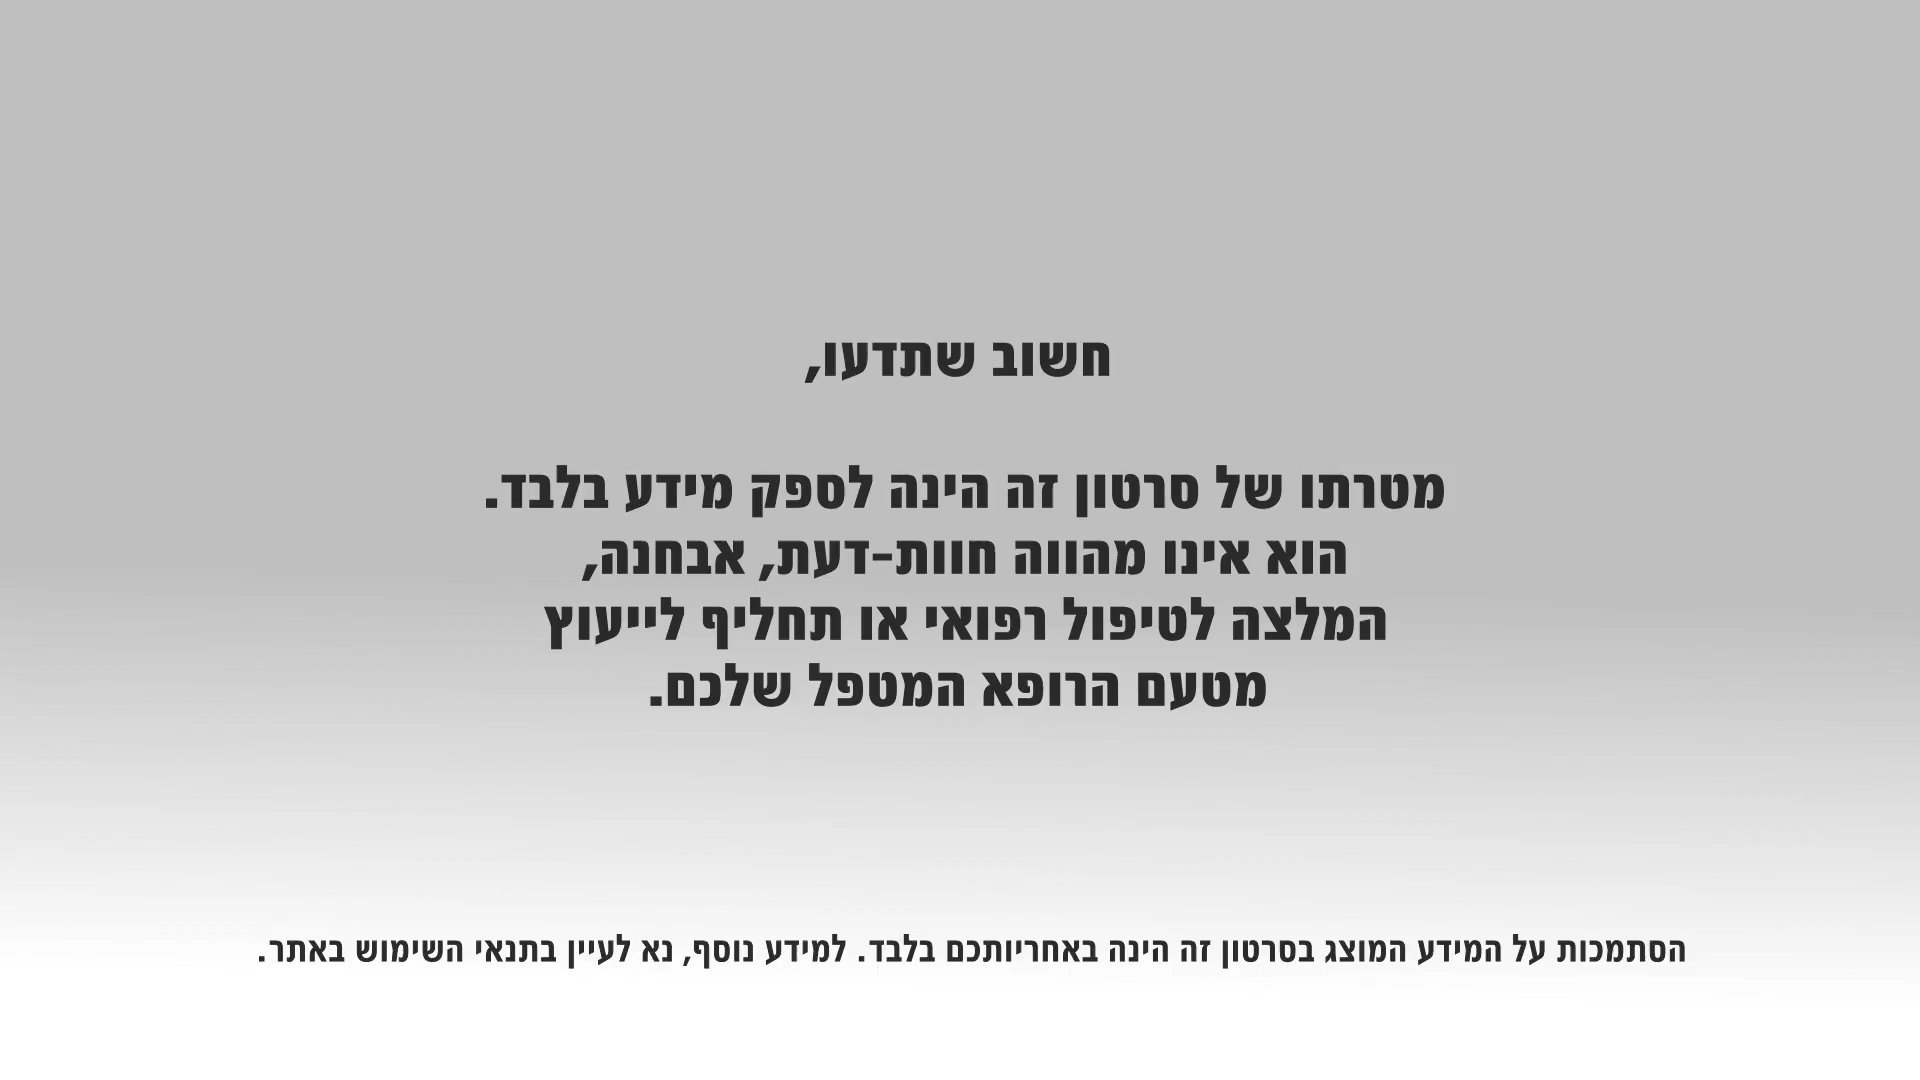 חשוב שתדעו,
מטרתו של סרטון זה הינה לספק מידע בלבד.
הוא אינו מהווה חוות-דעת, אבחנה,
המלצה לטיפול רפואי או תחליף לייעוץ
מטעם הרופא המטפל שלכם.
הסתמכות על המידע המוצג בסרטון זה הינה באחריותכם בלבד. למידע נוסף, נא לעיין בתנאי השימוש באתר.